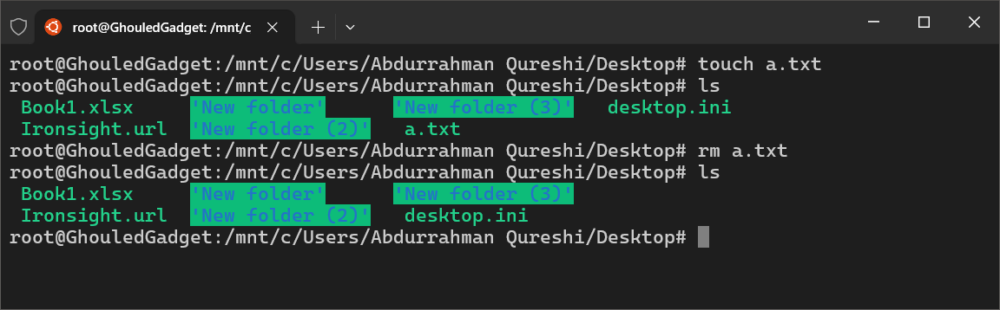 root@GhouledGadget: /mnt/c
root@GhouledGadget:/mnt/c/Users/Abdurrahman Qureshi/Desktop# touch a.txt
root@GhouledGadget:/mnt/c/Users/Abdurrahman Qureshi/Desktop# ls
Book1.xlsx 'New folder' 'New folder (3)' desktop.ini
Ironsight.url 'New folder (2)' a.txt
root@GhouledGadget:/mnt/c/Users/Abdurrahman Qureshi/Desktop# rm a.txt
root@GhouledGadget:/mnt/c/Users/Abdurrahman Qureshi/Desktop# ls
Book1.xlsx 'New folder' 'New folder (3)'
Ironsight.url 'New folder (2)' desktop.ini
root@GhouledGadget:/mnt/c/Users/Abdurrahman Qureshi/Desktop#